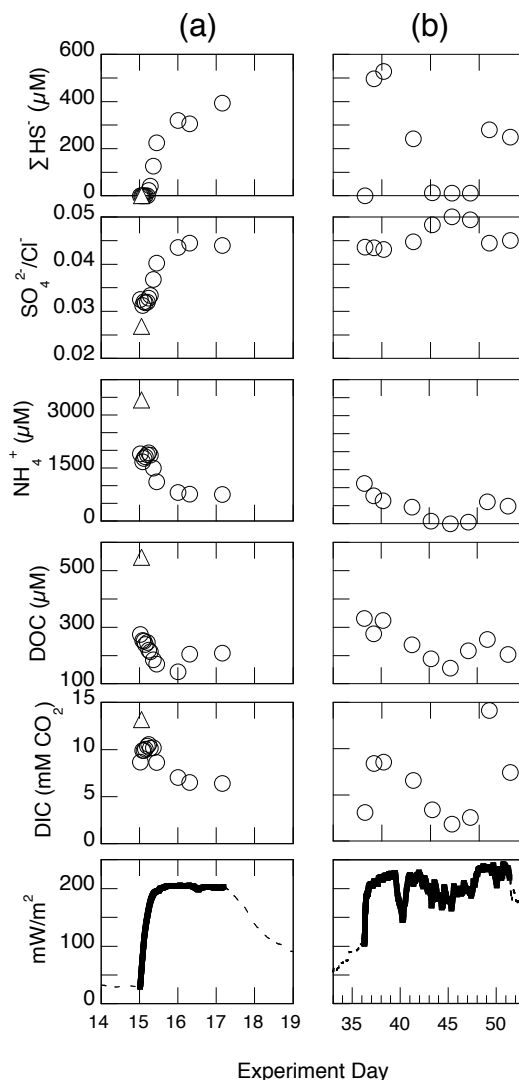 (a) (b)
600
400
200
0
Σ HS⁻ (µM)
0.05
0.04
0.03
0.02
SO₄²⁻/Cl⁻
3000
1500
0
NH₄⁺ (µM)
500
300
100
DOC (µM)
15
10
5
0
DIC (mM CO₂)
200
100
0
mW/m²
14 15 16 17 18 19 35 40 45 50
Experiment Day